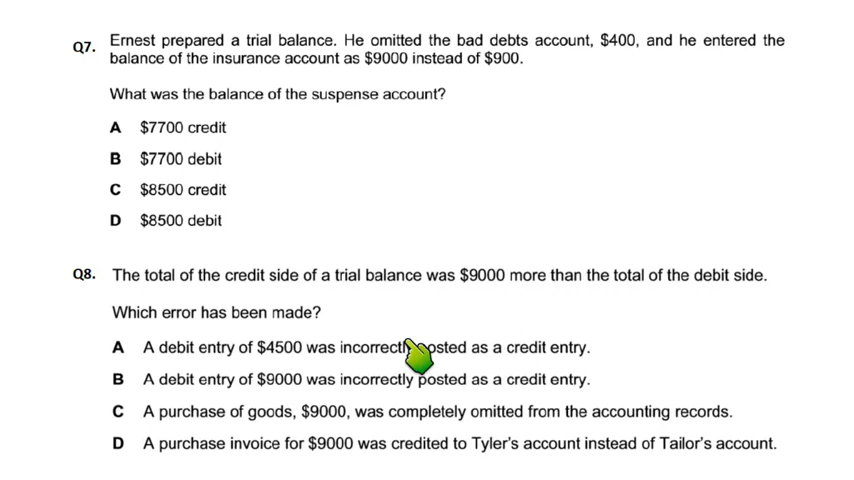 Q7. Ernest prepared a trial balance. He omitted the bad debts account, $400, and he entered the
balance of the insurance account as $9000 instead of $900.
What was the balance of the suspense account?
A $7700 credit
B $7700 debit
C $8500 credit
D $8500 debit
Q8. The total of the credit side of a trial balance was $9000 more than the total of the debit side.
Which error has been made?
A A debit entry of $4500 was incorrectly posted as a credit entry.
B A debit entry of $9000 was incorrectly posted as a credit entry.
C A purchase of goods, $9000, was completely omitted from the accounting records.
D A purchase invoice for $9000 was credited to Tyler's account instead of Tailor's account.